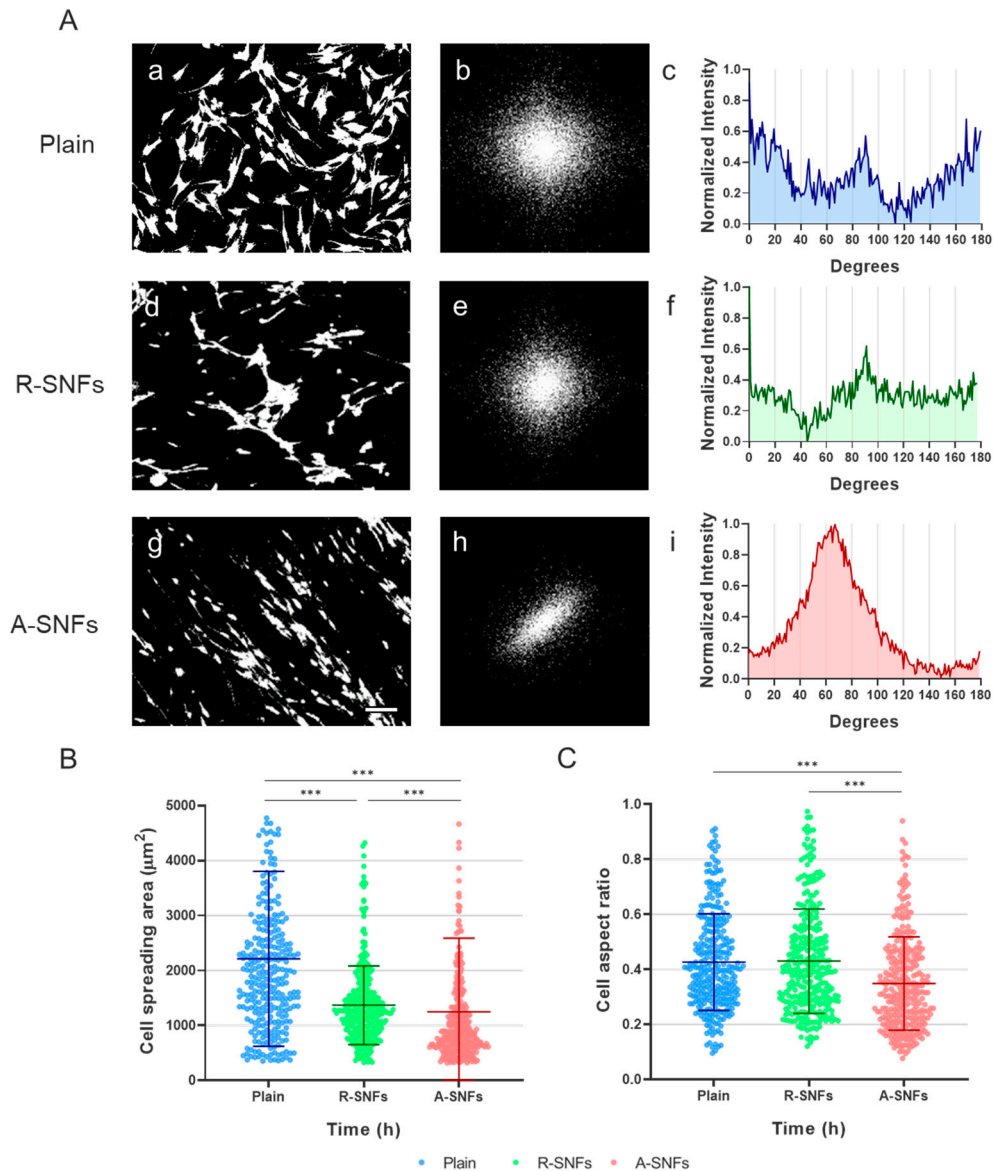 A
Plain
a
b
c
Normalized Intensity
1.0
0.8
0.6
0.4
0.2
0.0
0 20 40 60 80 100 120 140 160 180
Degrees
R-SNFs
d
e
f
Normalized Intensity
1.0
0.8
0.6
0.4
0.2
0.0
0 20 40 60 80 100 120 140 160 180
Degrees
A-SNFs
g
h
i
Normalized Intensity
1.0
0.8
0.6
0.4
0.2
0.0
0 20 40 60 80 100 120 140 160 180
Degrees
B
***
*** ***
Cell spreading area (μm²)
5000
4000
3000
2000
1000
0
Plain R-SNFs A-SNFs
Time (h)
C
***
***
Cell aspect ratio
1.0
0.8
0.6
0.4
0.2
0.0
Plain R-SNFs A-SNFs
Time (h)
Plain R-SNFs A-SNFs